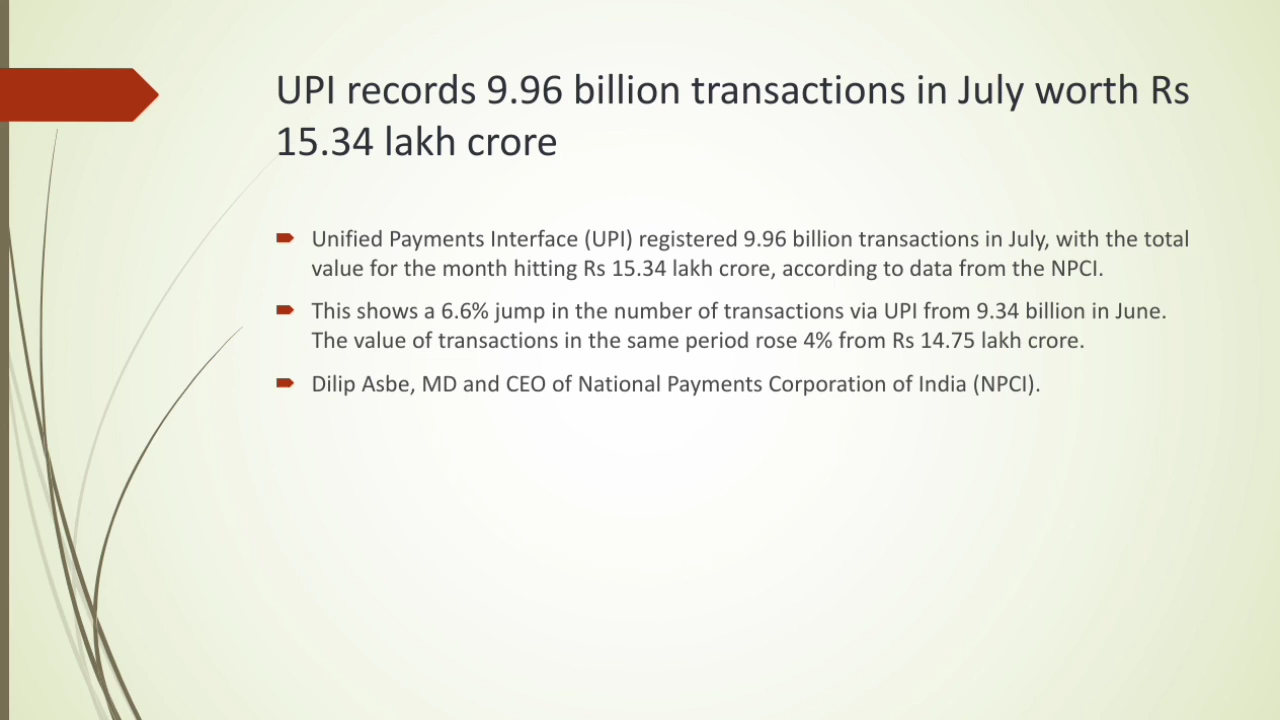 UPI records 9.96 billion transactions in July worth Rs
15.34 lakh crore
Unified Payments Interface (UPI) registered 9.96 billion transactions in July, with the total
value for the month hitting Rs 15.34 lakh crore, according to data from the NPCI.
This shows a 6.6% jump in the number of transactions via UPI from 9.34 billion in June.
The value of transactions in the same period rose 4% from Rs 14.75 lakh crore.
Dilip Asbe, MD and CEO of National Payments Corporation of India (NPCI).